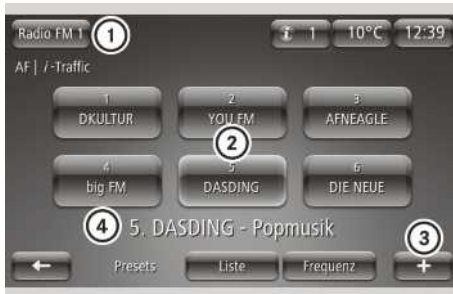 Radio FM 1 1 i 1 10°C 12:39
AF | i-Traffic
1 2 3
DKULTUR YOU FM AFNEAGLE
2
4 5 6
big FM DASDING DIE NEUE
4 5. DASDING - Popmusik
3
Presets Liste Frequenz +